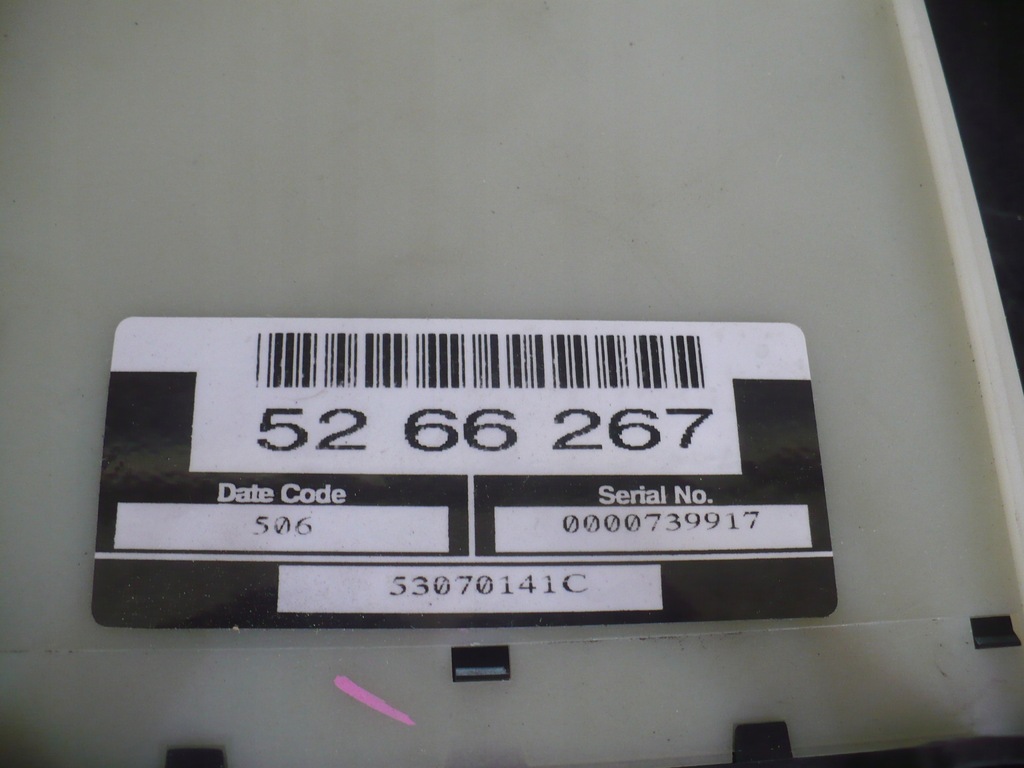 52 66 267
Date Code
Serial No.
506
0000739917
53070141C